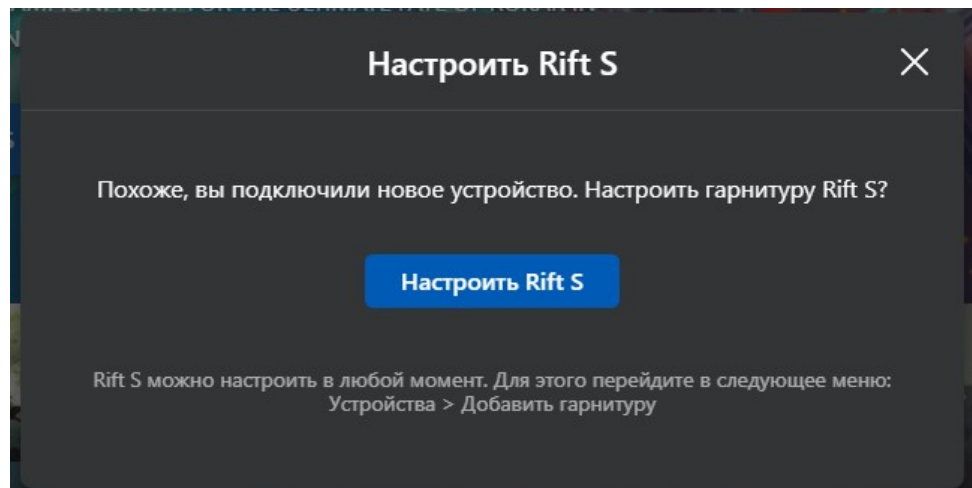 Настроить Rift S
Похоже, вы подключили новое устройство. Настроить гарнитуру Rift S?
Настроить Rift S
Rift S можно настроить в любой момент. Для этого перейдите в следующее меню:
Устройства > Добавить гарнитуру